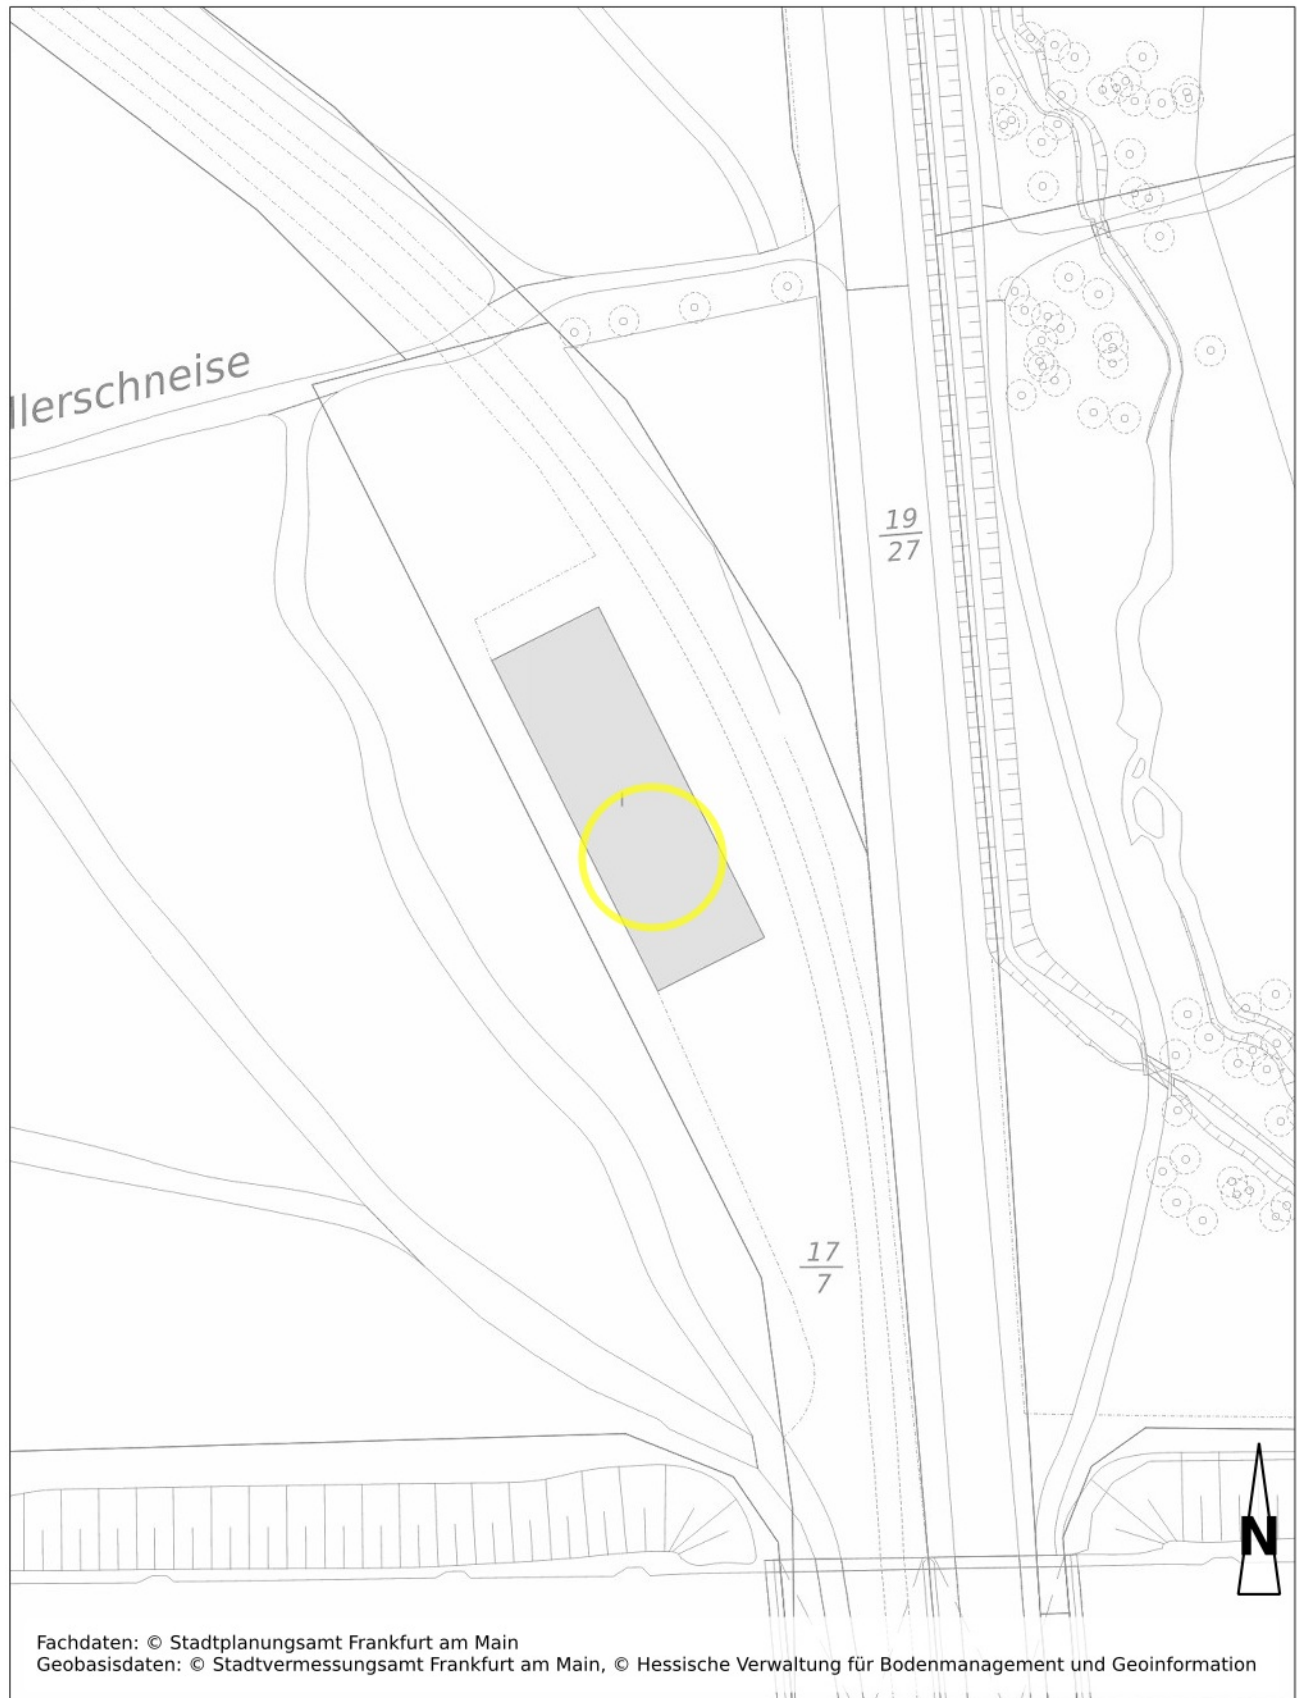 llerschneise
19
27
17
7
N
Fachdaten: © Stadtplanungsamt Frankfurt am Main
Geobasisdaten: © Stadtvermessungsamt Frankfurt am Main, © Hessische Verwaltung für Bodenmanagement und Geoinformation